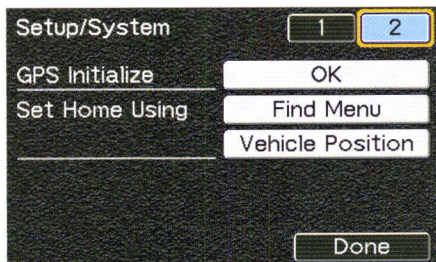 Setup/System 1 2
GPS Initialize OK
Set Home Using Find Menu
Vehicle Position
Done